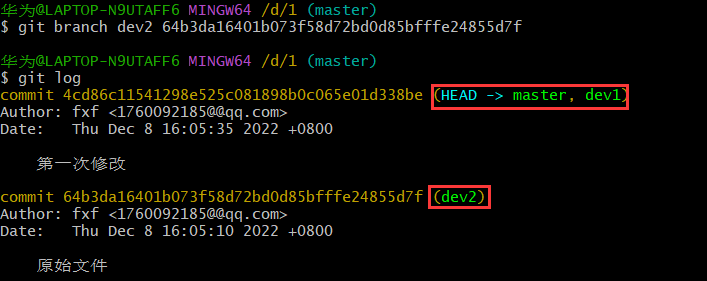 华为@LAPTOP-N9UTAFF6 MINGW64 /d/1 (master)
$ git branch dev2 64b3da16401b073f58d72bd0d85bfffe24855d7f
华为@LAPTOP-N9UTAFF6 MINGW64 /d/1 (master)
$ git log
commit 4cd86c11541298e525c081898b0c065e01d338be (HEAD -> master, dev1)
Author: fxf <1760092185@@qq.com>
Date:   Thu Dec 8 16:05:35 2022 +0800
第一次修改
commit 64b3da16401b073f58d72bd0d85bfffe24855d7f (dev2)
Author: fxf <1760092185@@qq.com>
Date:   Thu Dec 8 16:05:10 2022 +0800
原始文件